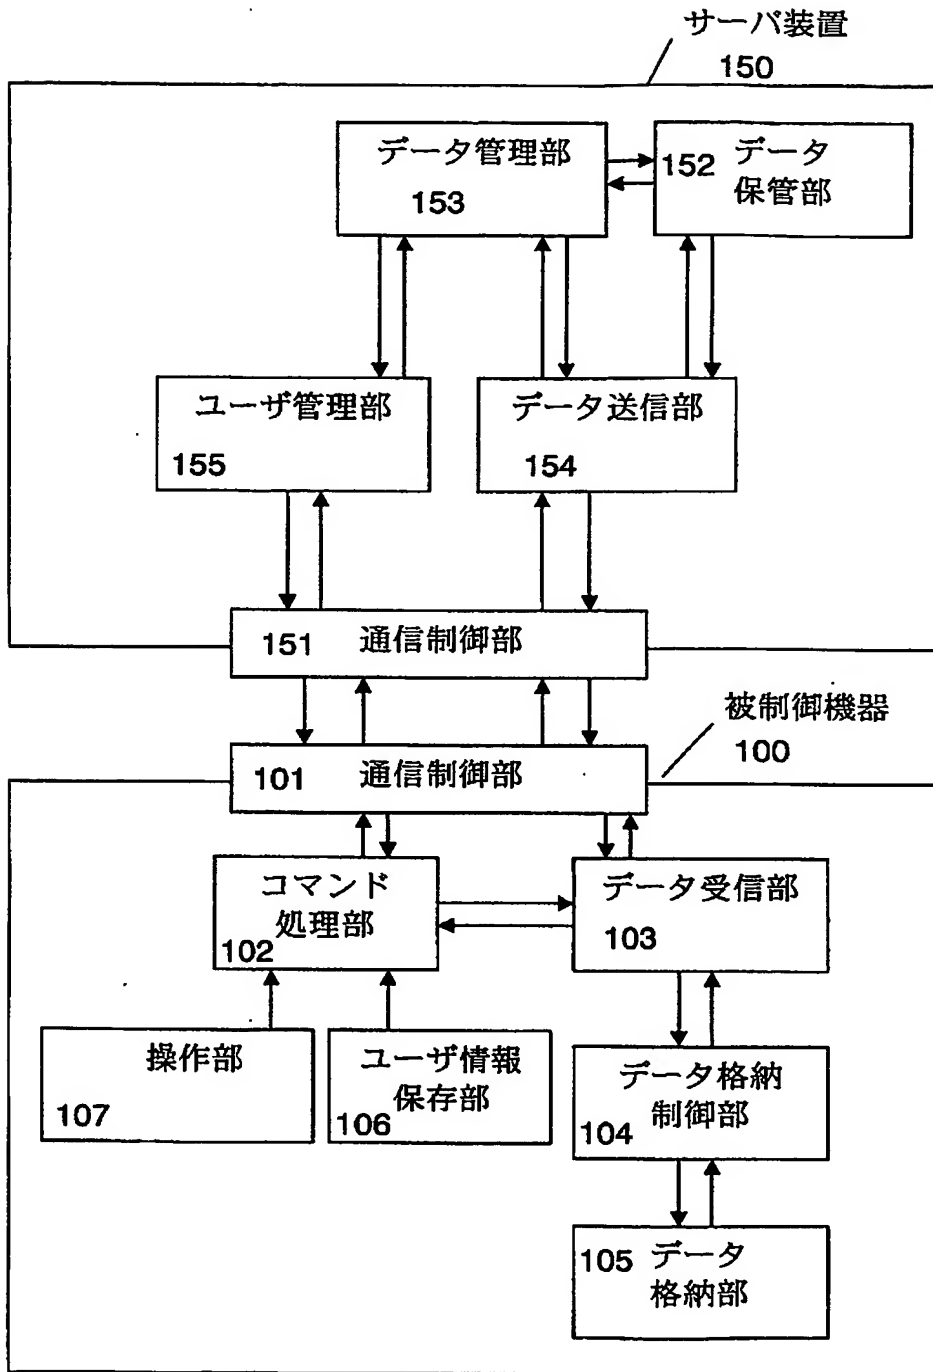 サーバ装置
150
データ管理部
153
152 データ
保管部
ユーザ管理部
155
データ送信部
154
151 通信制御部
被制御機器
100
101 通信制御部
コマンド
処理部
102
データ受信部
103
操作部
107
ユーザ情報
保存部
106
データ格納
制御部
104
105 データ
格納部